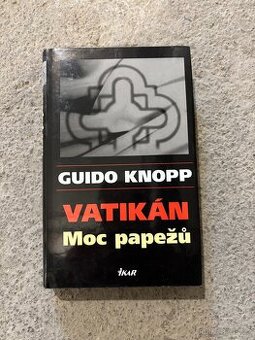 GUIDO KNOPP
VATIKÁN
Moc papežů
IKAR